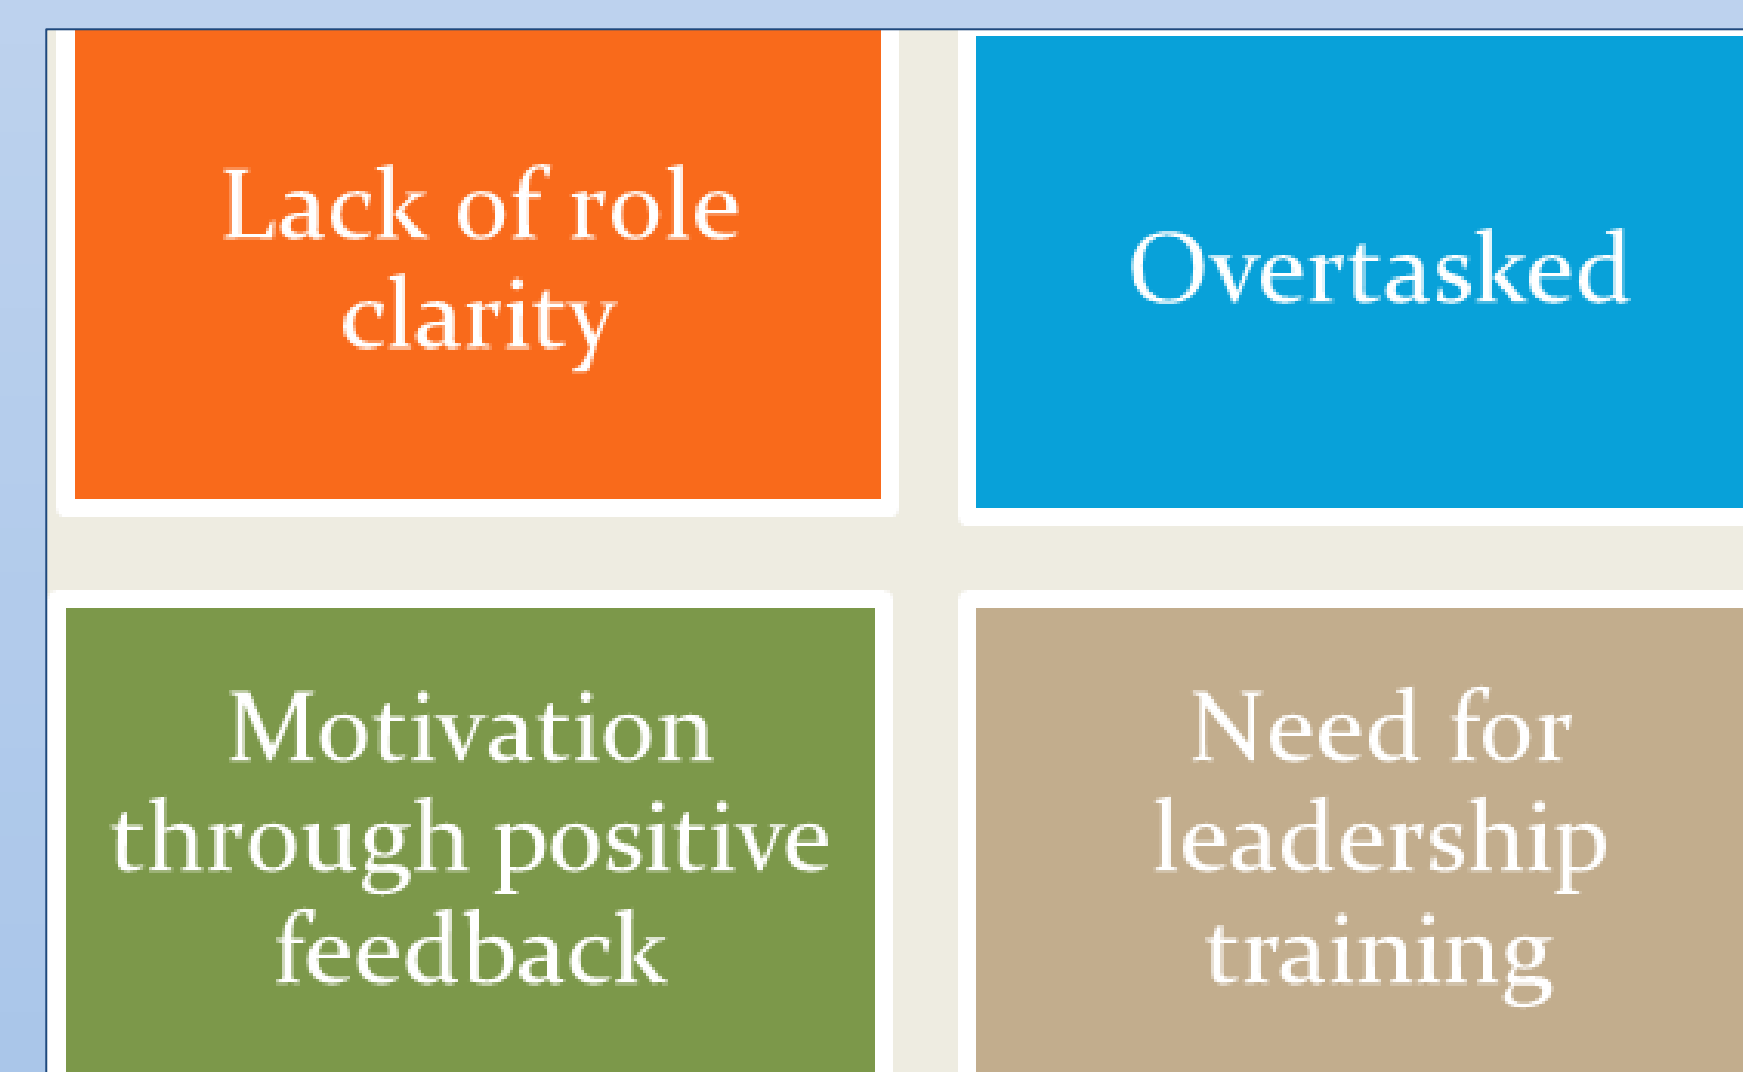 Lack of role
clarity
Overtasked
Motivation
through positive
feedback
Need for
leadership
training